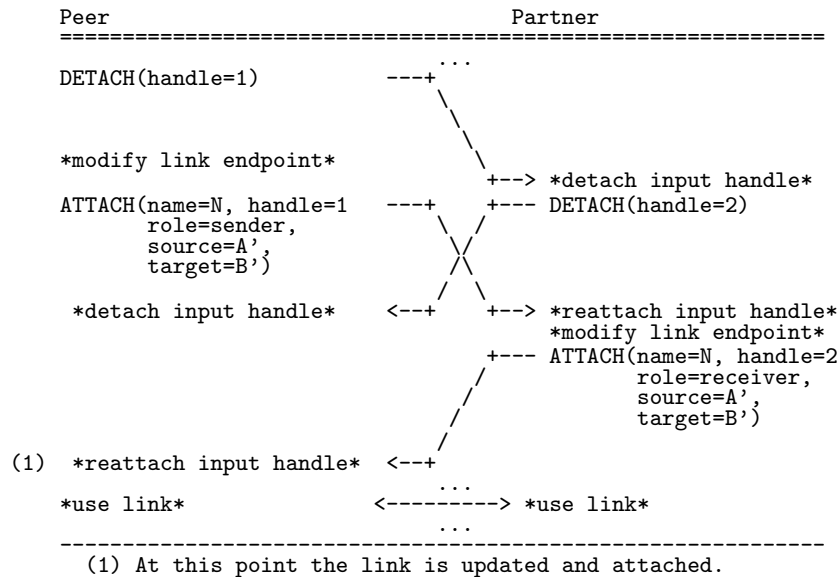 Peer                                Partner
=============================================================
                              ...
DETACH(handle=1)          ---+
                              \
                               \
                                \
*modify link endpoint*           \
                                  +--> *detach input handle*
ATTACH(name=N, handle=1   ---+    +--- DETACH(handle=2)
       role=sender,           \  /
       source=A',              \/
       target=B')              /\
                              /  \
 *detach input handle*    <--+    +--> *reattach input handle*
                                       *modify link endpoint*
                                  +--- ATTACH(name=N, handle=2
                                 /            role=receiver,
                                /             source=A',
                               /              target=B')
                              /
(1)  *reattach input handle*  <--+
                              ...
*use link*               <---------> *use link*
                              ...
-------------------------------------------------------------
(1) At this point the link is updated and attached.